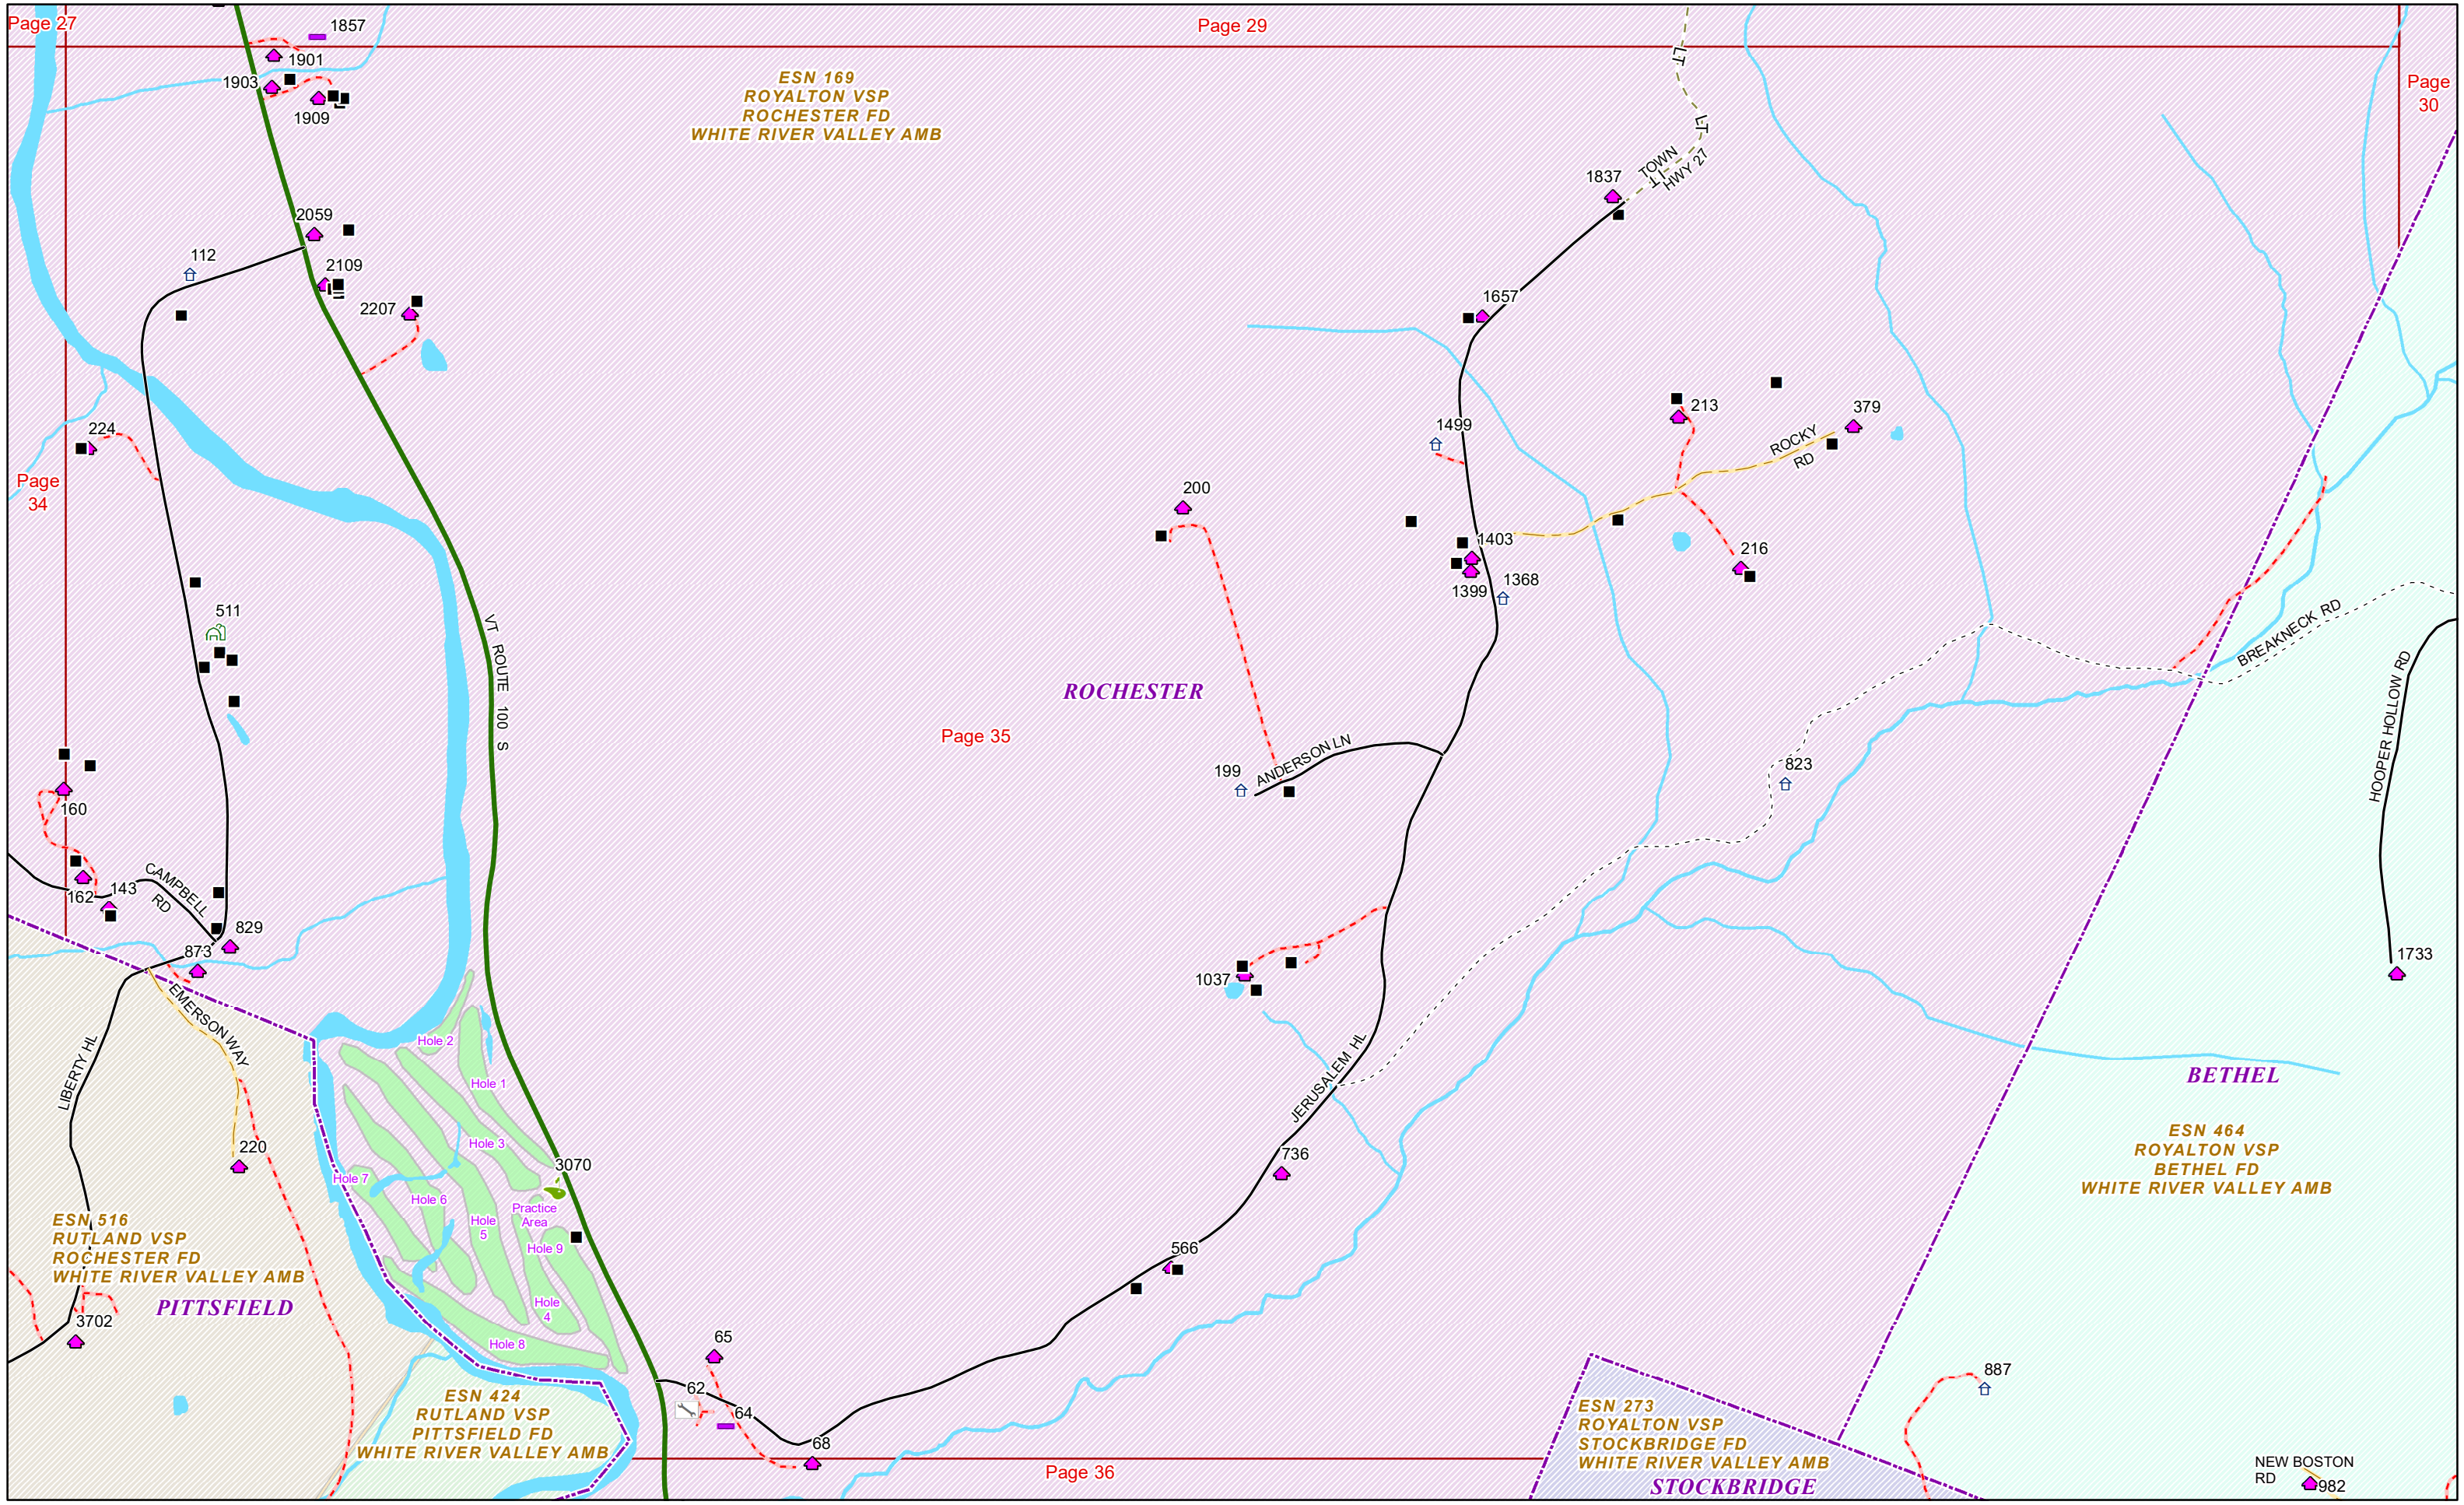 Page 27
1857
Page 29
1901
1903
1909
ESN 169
ROYALTON VSP
ROCHESTER FD
WHITE RIVER VALLEY AMB
LT
LT
TOWN
LT
HWY 27
Page
30
1837
2059
112
2109
2207
1657
224
213
379
1499
ROCKY
RD
Page
34
200
1403
216
1399
1368
511
VT ROUTE 100 S
BREAKNECK RD
ROCHESTER
HOOPER HOLLOW RD
Page 35
ANDERSON LN
199
823
160
CAMPBELL
RD
162
143
829
873
1037
1733
EMERSON WAY
LIBERTY HL
JERUSALEM HL
Hole 2
Hole 1
Hole 3
BETHEL
220
3070
736
Hole 7
Hole 6
Practice
Area
Hole
5
Hole 9
ESN 464
ROYALTON VSP
BETHEL FD
WHITE RIVER VALLEY AMB
ESN 516
RUTLAND VSP
ROCHESTER FD
WHITE RIVER VALLEY AMB
PITTSFIELD
566
Hole
4
3702
Hole 8
65
62
64
68
887
ESN 424
RUTLAND VSP
PITTSFIELD FD
WHITE RIVER VALLEY AMB
ESN 273
ROYALTON VSP
STOCKBRIDGE FD
WHITE RIVER VALLEY AMB
STOCKBRIDGE
Page 36
NEW BOSTON
RD
982